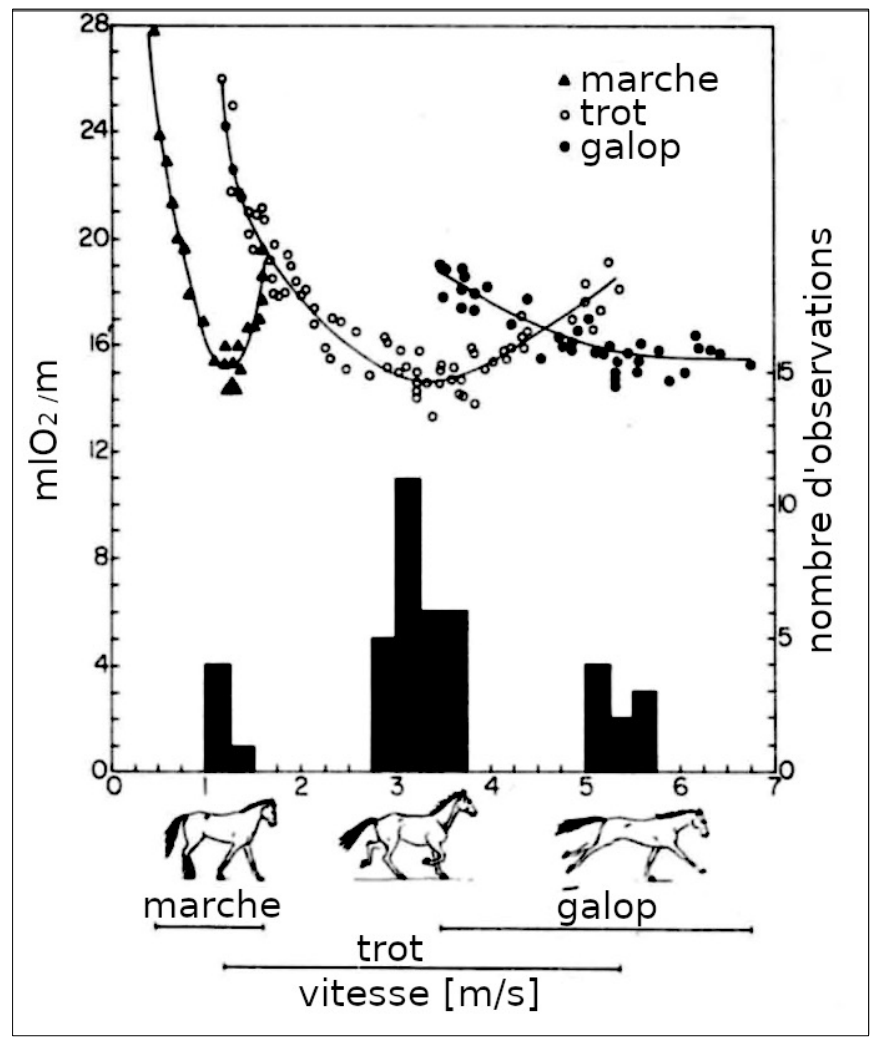 28
24
20
16
12
8
4
0
mlO2 /m
marche
trot
galop
15
10
5
0
nombre d'observations
0 1 2 3 4 5 6 7
marche
galop
trot
vitesse [m/s]